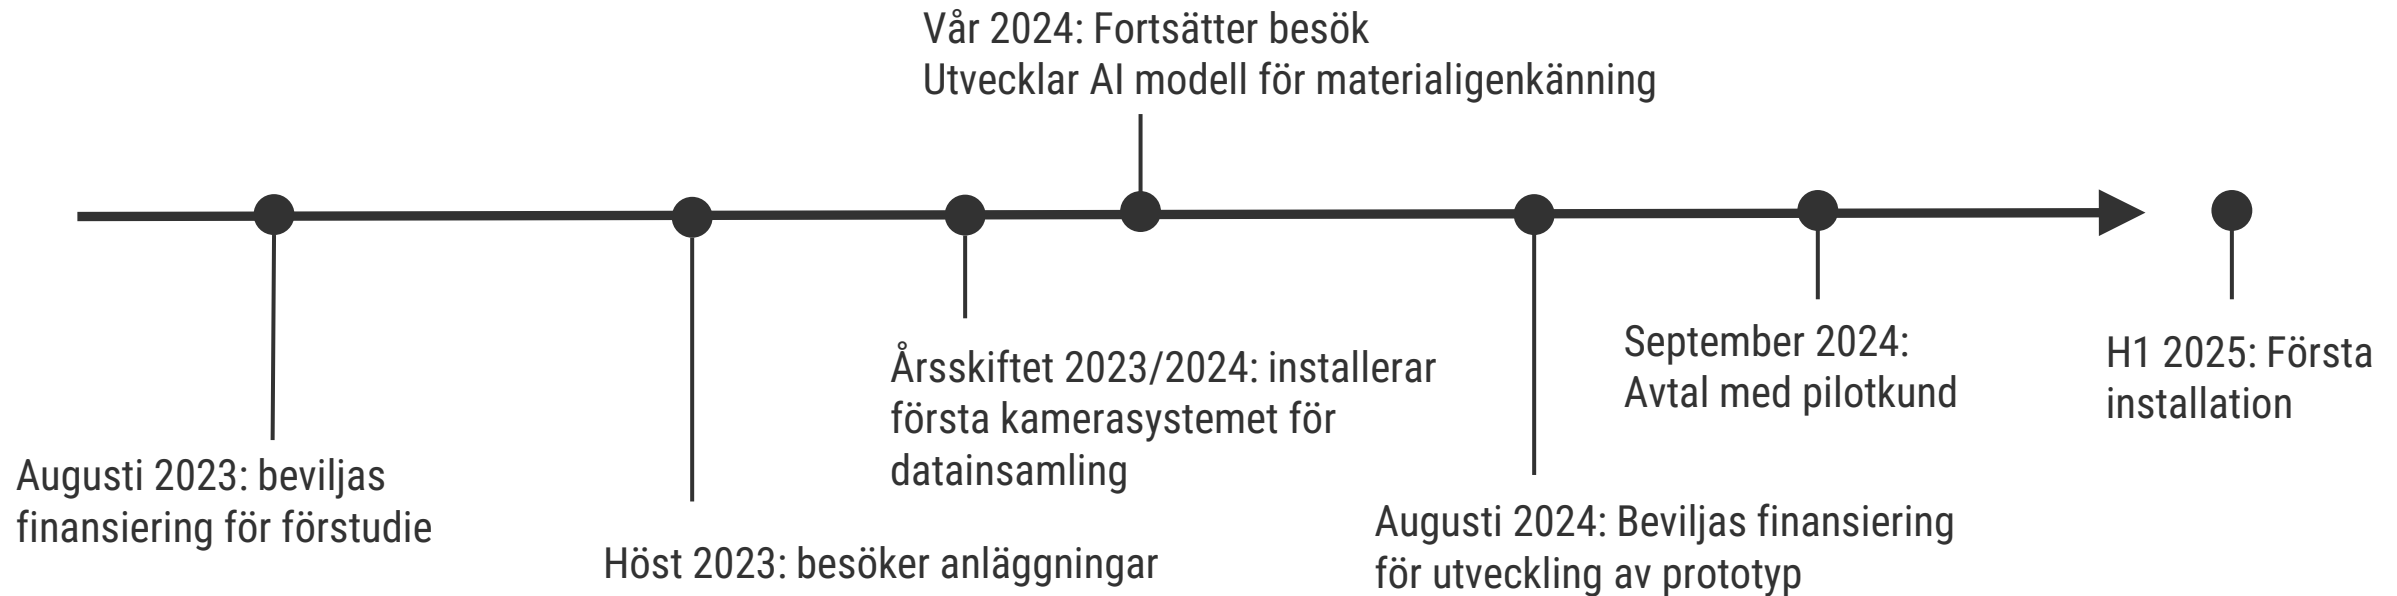 Vår 2024: Fortsätter besök
Utvecklar AI modell för materialigenkänning
Augusti 2023: beviljas
finansiering för förstudie
Höst 2023: besöker anläggningar
Årsskiftet 2023/2024: installerar
första kamerasystemet för
datainsamling
Augusti 2024: Beviljas finansiering
för utveckling av prototyp
September 2024:
Avtal med pilotkund
H1 2025: Första
installation